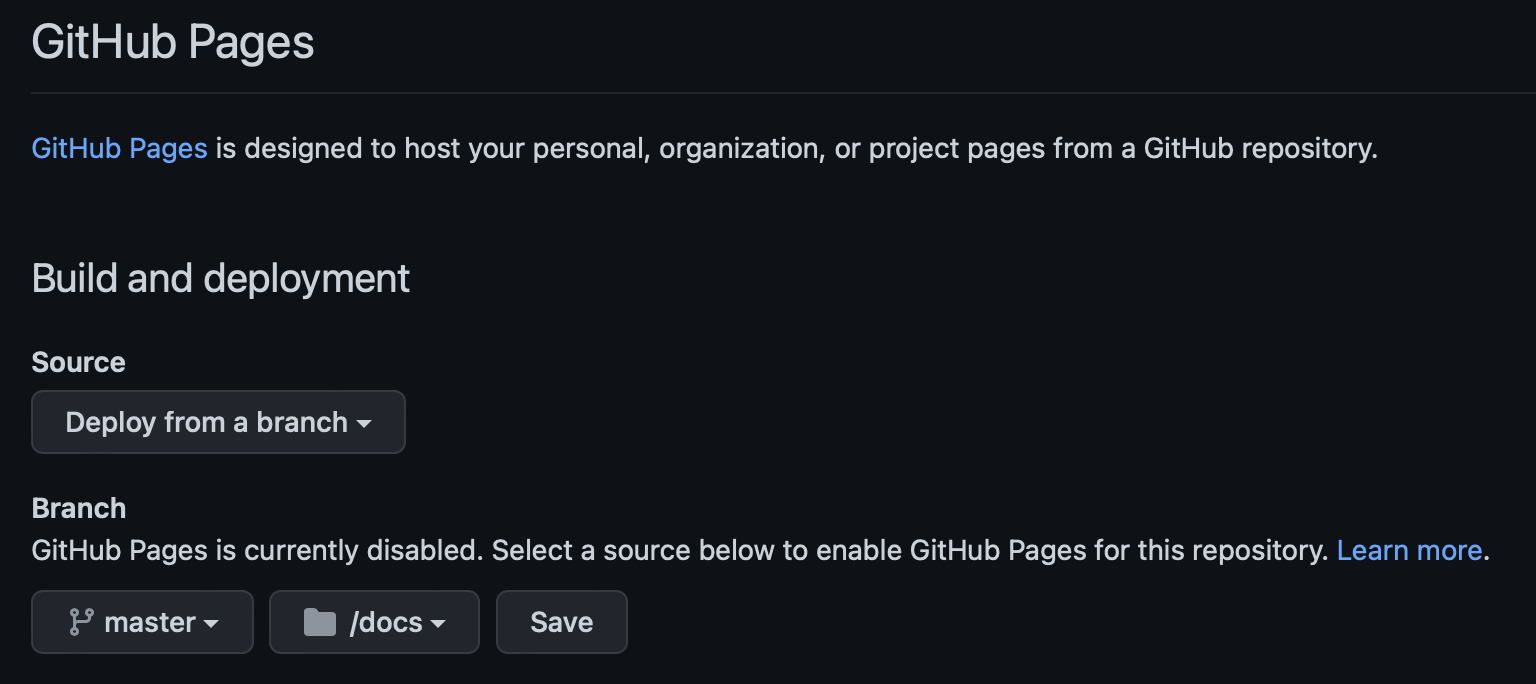 GitHub Pages
GitHub Pages is designed to host your personal, organization, or project pages from a GitHub repository.
Build and deployment
Source
Deploy from a branch
Branch
GitHub Pages is currently disabled. Select a source below to enable GitHub Pages for this repository. Learn more.
master /docs Save